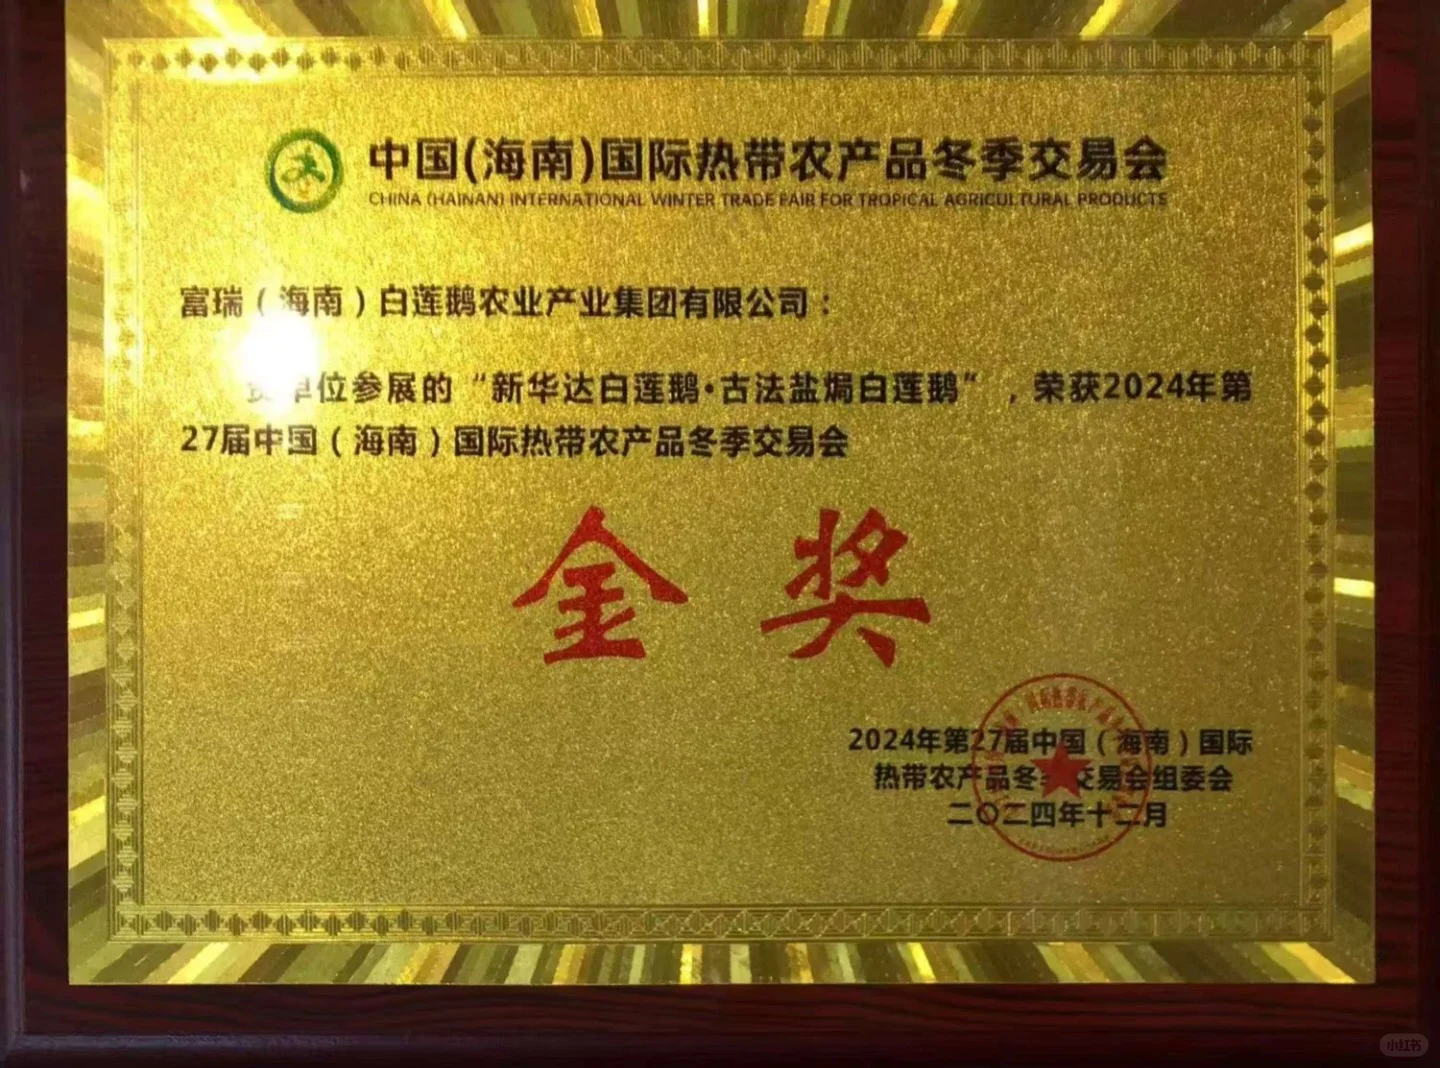 中国(海南)国际热带农产品冬季交易会
CHINA (HAINAN) INTERNATIONAL WINTER TRADE FAIR FOR TROPICAL AGRICULTURAL PRODUCTS
富瑞（海南）白莲鹅农业产业集团有限公司：
贵单位参展的“新华达白莲鹅·古法盐焗白莲鹅”，荣获2024年第
27届中国（海南）国际热带农产品冬季交易会
金奖
2024年第27届中国（海南）国际
热带农产品冬季交易会组委会
二〇二四年十二月
小红书